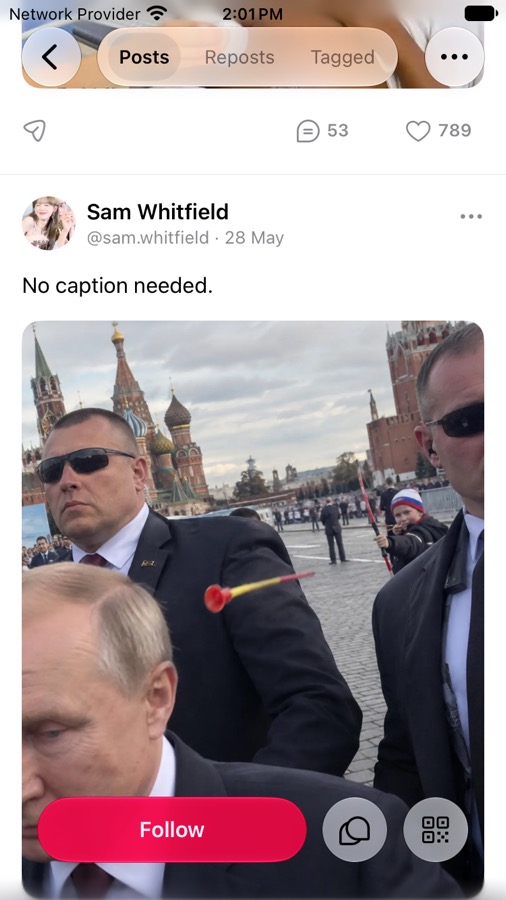 Network Provider 2:01 PM
Posts Reposts Tagged
53 789
Sam Whitfield
@sam.whitfield · 28 May
No caption needed.
Follow